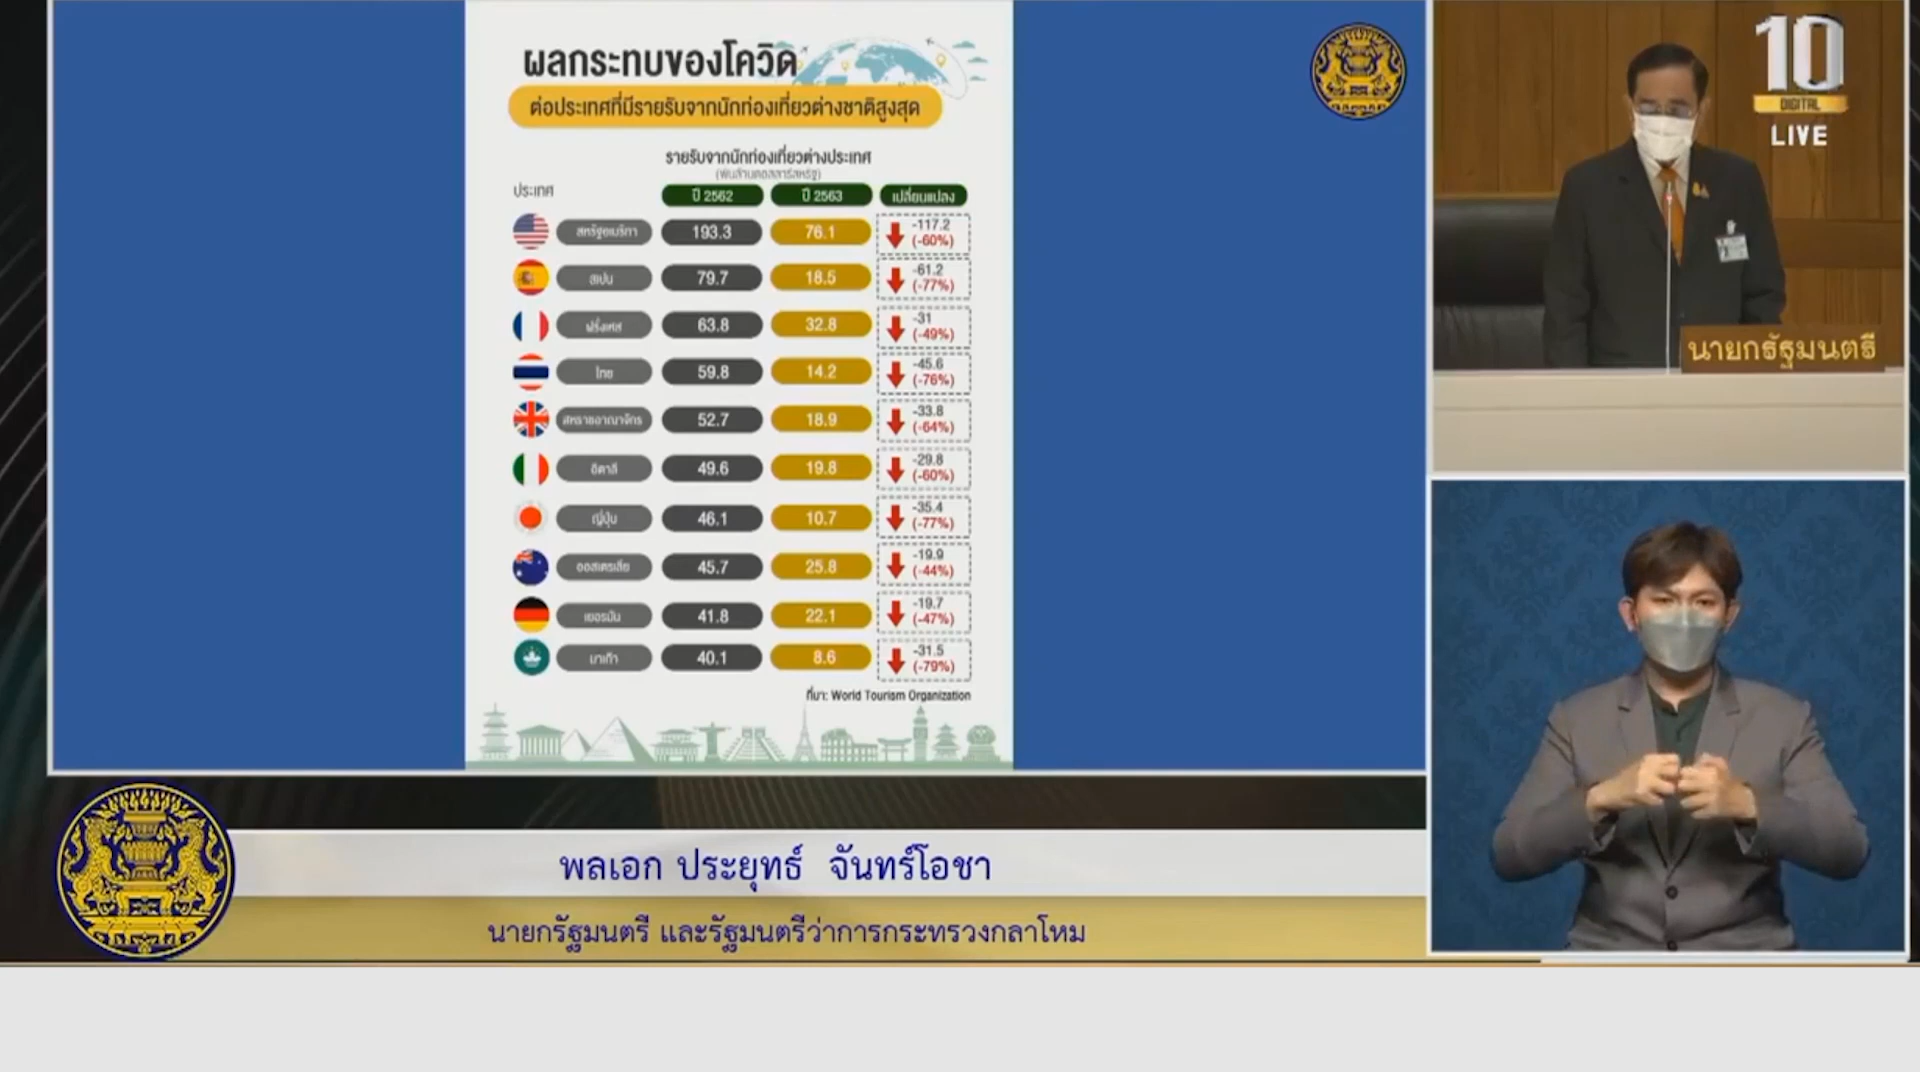 ผลกระทบของโควิด
ต่อประเทศที่มีรายรับจากนักท่องเที่ยวต่างชาติสูงสุด
รายรับจากนักท่องเที่ยวต่างประเทศ
(พันล้านดอลลาร์สหรัฐ)
ประเทศ ปี 2562 ปี 2563 เปลี่ยนแปลง
สหรัฐอเมริกา 193.3 76.1 -117.2 (-60%)
สเปน 79.7 18.5 -61.2 (-77%)
ฝรั่งเศส 63.8 32.8 -31 (-49%)
ไทย 59.8 14.2 -45.6 (-76%)
สหราชอาณาจักร 52.7 18.9 -33.8 (-64%)
อิตาลี 49.6 19.8 -29.8 (-60%)
ญี่ปุ่น 46.1 10.7 -35.4 (-77%)
ออสเตรเลีย 45.7 25.8 -19.9 (-44%)
เยอรมัน 41.8 22.1 -19.7 (-47%)
มาเก๊า 40.1 8.6 -31.5 (-79%)
ที่มา: World Tourism Organization
10
DIGITAL
LIVE
นายกรัฐมนตรี
พลเอก ประยุทธ์ จันทร์โอชา
นายกรัฐมนตรี และรัฐมนตรีว่าการกระทรวงกลาโหม